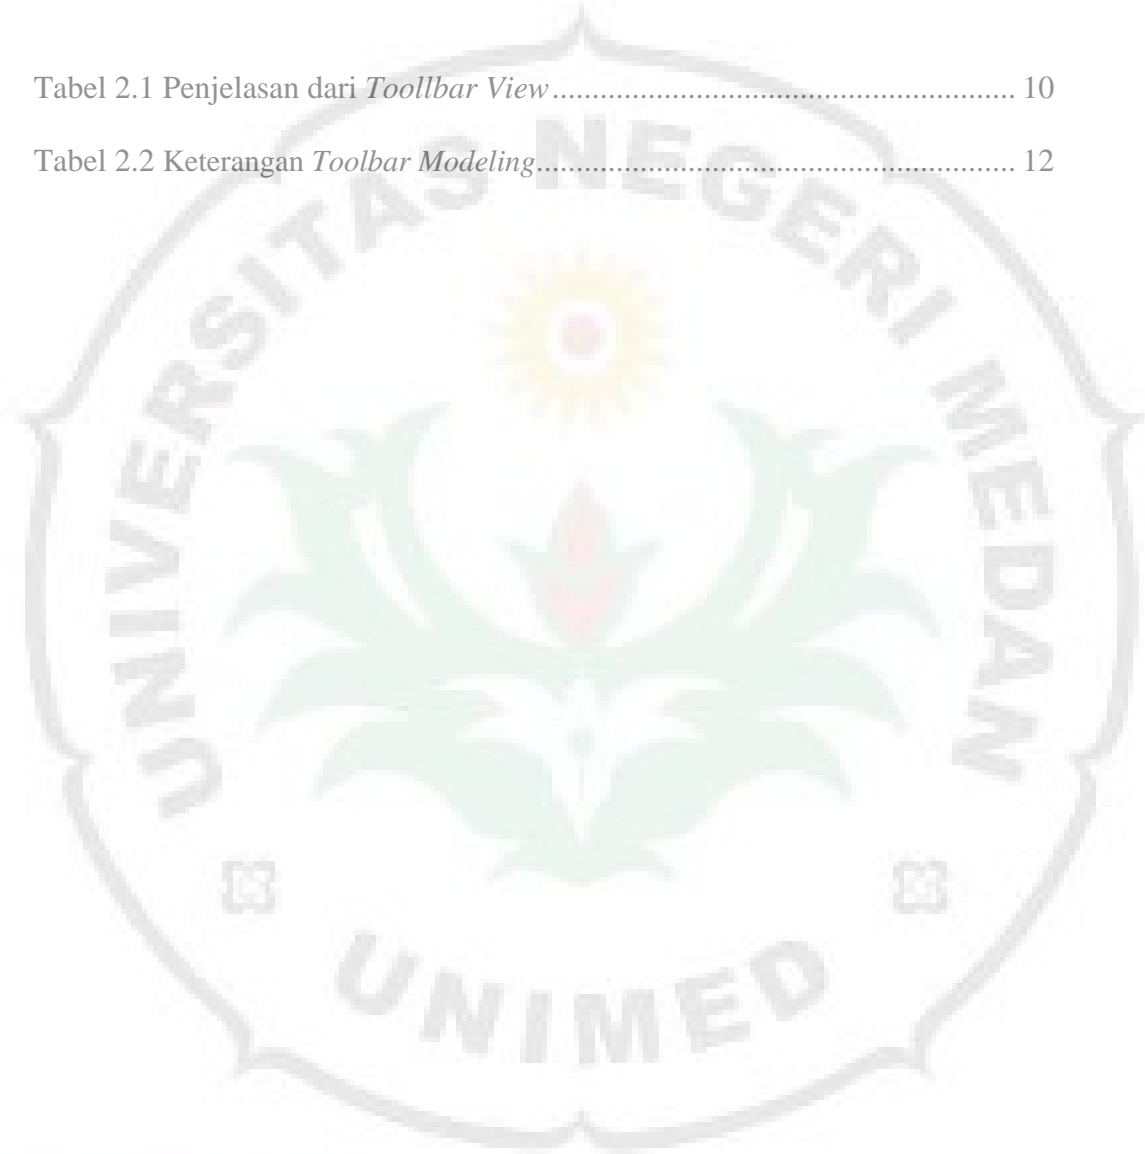 Tabel 2.1 Penjelasan dari Toollbar View.......................................................... 10
Tabel 2.2 Keterangan Toolbar Modeling............................................................ 12
UNIVERSITAS NEGERI MEDAN
UNIMED